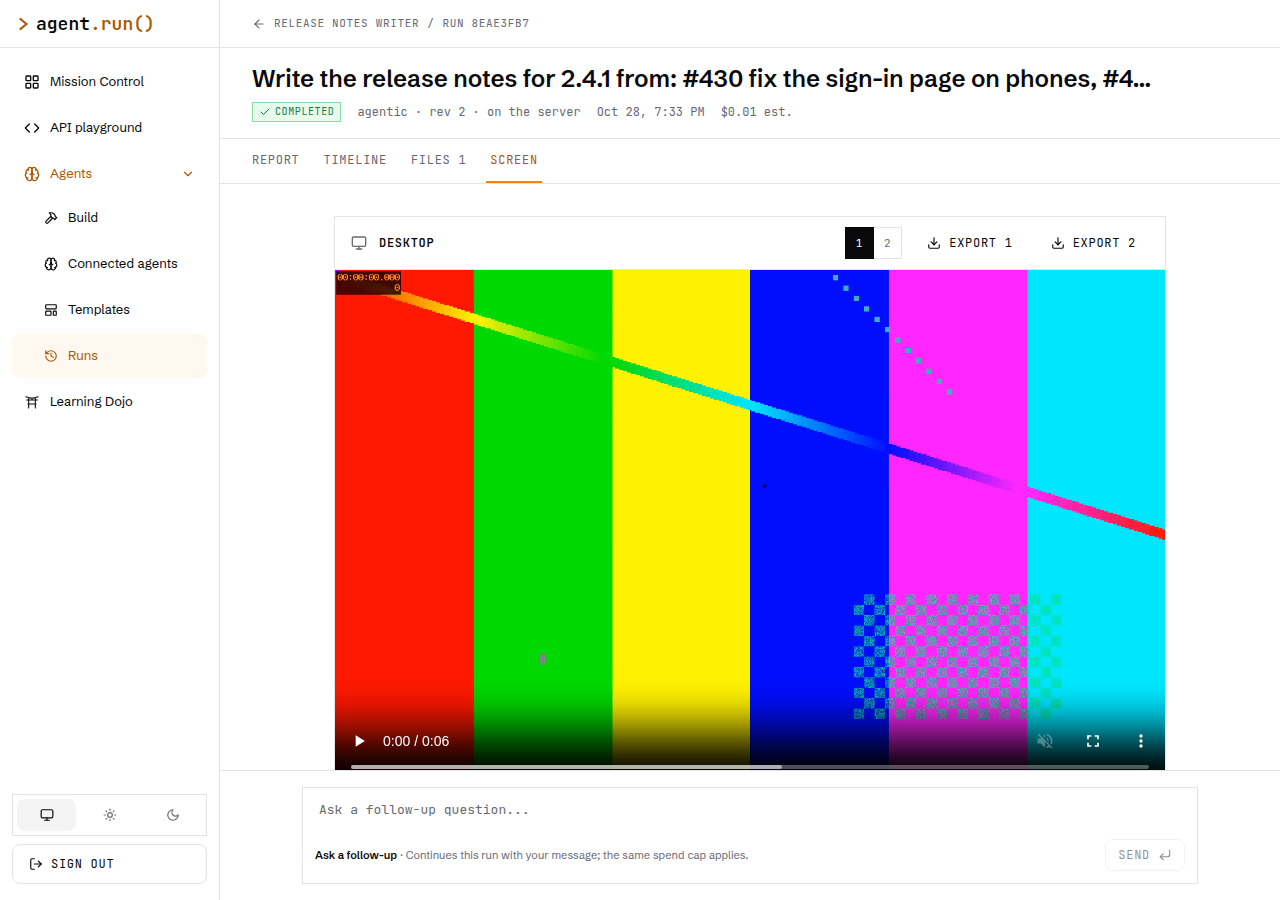 agent.run()
Mission Control
API playground
Agents
Build
Connected agents
Templates
Runs
Learning Dojo
SIGN OUT
RELEASE NOTES WRITER / RUN 8EAE3FB7
Write the release notes for 2.4.1 from: #430 fix the sign-in page on phones, #4…
COMPLETED agentic · rev 2 · on the server Oct 28, 7:33 PM $0.01 est.
REPORT TIMELINE FILES 1 SCREEN
DESKTOP 1 2 EXPORT 1 EXPORT 2
00:00:00.000
0
0:00 / 0:06
Ask a follow-up question...
Ask a follow-up · Continues this run with your message; the same spend cap applies.
SEND